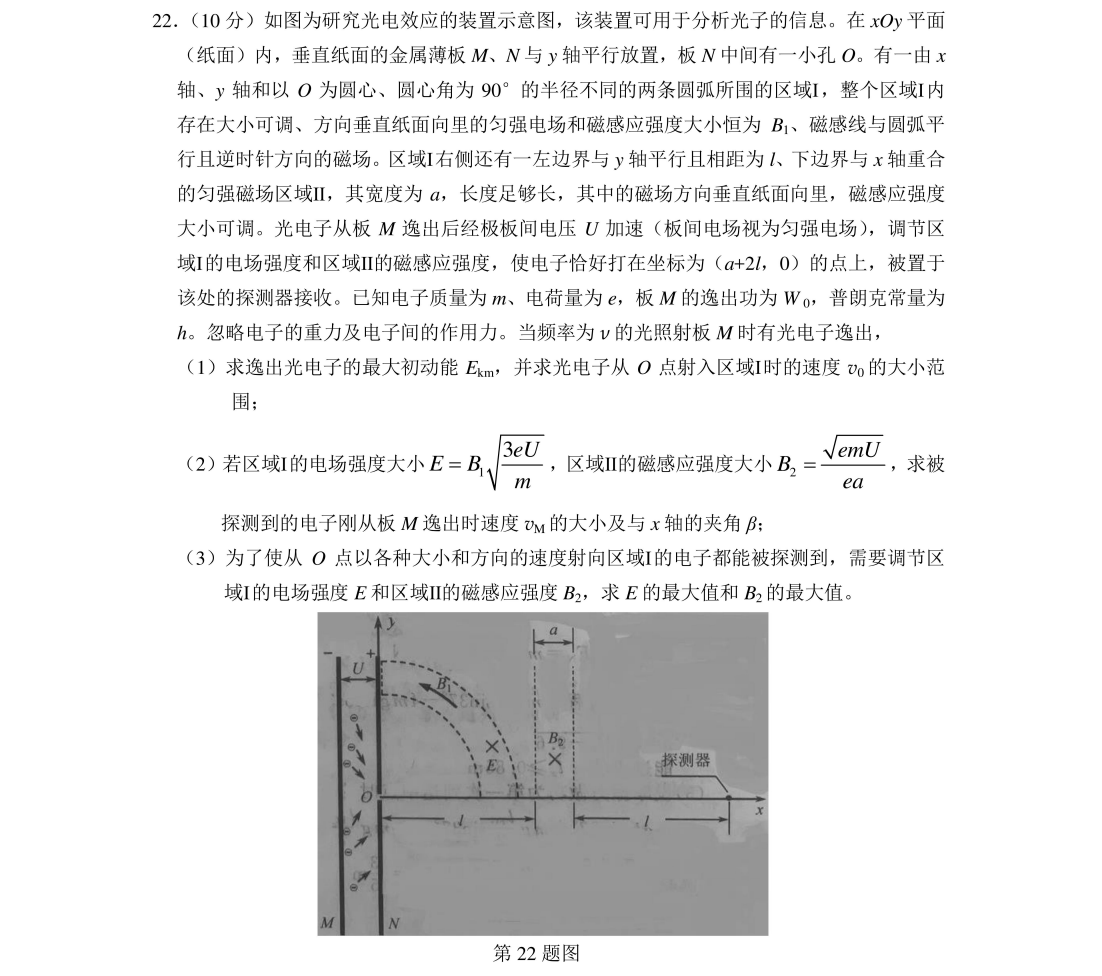 22．（10 分）如图为研究光电效应的装置示意图，该装置可用于分析光子的信息。在 xOy 平面
（纸面）内，垂直纸面的金属薄板 M、N 与 y 轴平行放置，板 N 中间有一小孔 O。有一由 x
轴、y 轴和以 O 为圆心、圆心角为 90°的半径不同的两条圆弧所围的区域Ⅰ，整个区域Ⅰ内
存在大小可调、方向垂直纸面向里的匀强电场和磁感应强度大小恒为 B₁、磁感线与圆弧平
行且逆时针方向的磁场。区域Ⅰ右侧还有一左边界与 y 轴平行且相距为 l、下边界与 x 轴重合
的匀强磁场区域Ⅱ，其宽度为 a，长度足够长，其中的磁场方向垂直纸面向里，磁感应强度
大小可调。光电子从板 M 逸出后经极板间电压 U 加速（板间电场视为匀强电场），调节区
域Ⅰ的电场强度和区域Ⅱ的磁感应强度，使电子恰好打在坐标为（a+2l，0）的点上，被置于
该处的探测器接收。已知电子质量为 m、电荷量为 e，板 M 的逸出功为 W₀，普朗克常量为
h。忽略电子的重力及电子间的作用力。当频率为 ν 的光照射板 M 时有光电子逸出，
（1）求逸出光电子的最大初动能 Eₖₘ，并求光电子从 O 点射入区域Ⅰ时的速度 v₀ 的大小范
围；
（2）若区域Ⅰ的电场强度大小 E = B₁√(3eU/m)，区域Ⅱ的磁感应强度大小 B₂ = √(emU)/(ea)，求被
探测到的电子刚从板 M 逸出时速度 v_M 的大小及与 x 轴的夹角 β；
（3）为了使从 O 点以各种大小和方向的速度射向区域Ⅰ的电子都能被探测到，需要调节区
域Ⅰ的电场强度 E 和区域Ⅱ的磁感应强度 B₂，求 E 的最大值和 B₂ 的最大值。
y
a
- +
U
B₁
B₂
E
探测器
O
x
l l
M N
第 22 题图